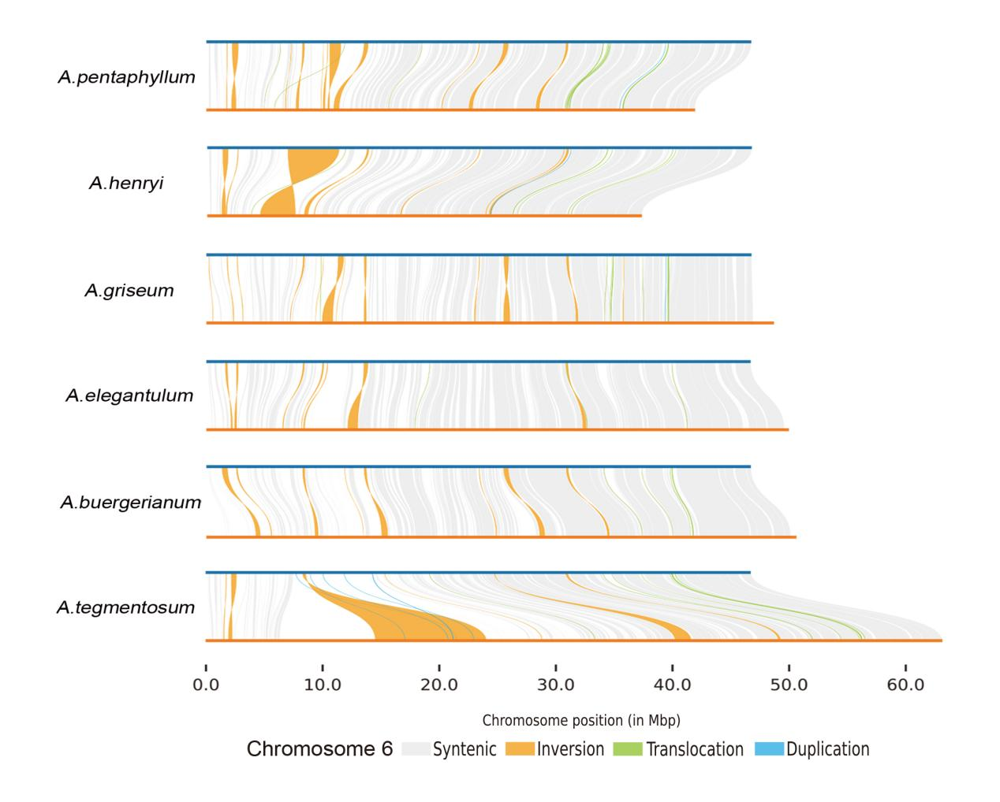 A.pentaphyllum
A.henryi
A.griseum
A.elegantulum
A.buergerianum
A.tegmentosum
0.0 10.0 20.0 30.0 40.0 50.0 60.0
Chromosome position (in Mbp)
Chromosome 6 Syntenic Inversion Translocation Duplication